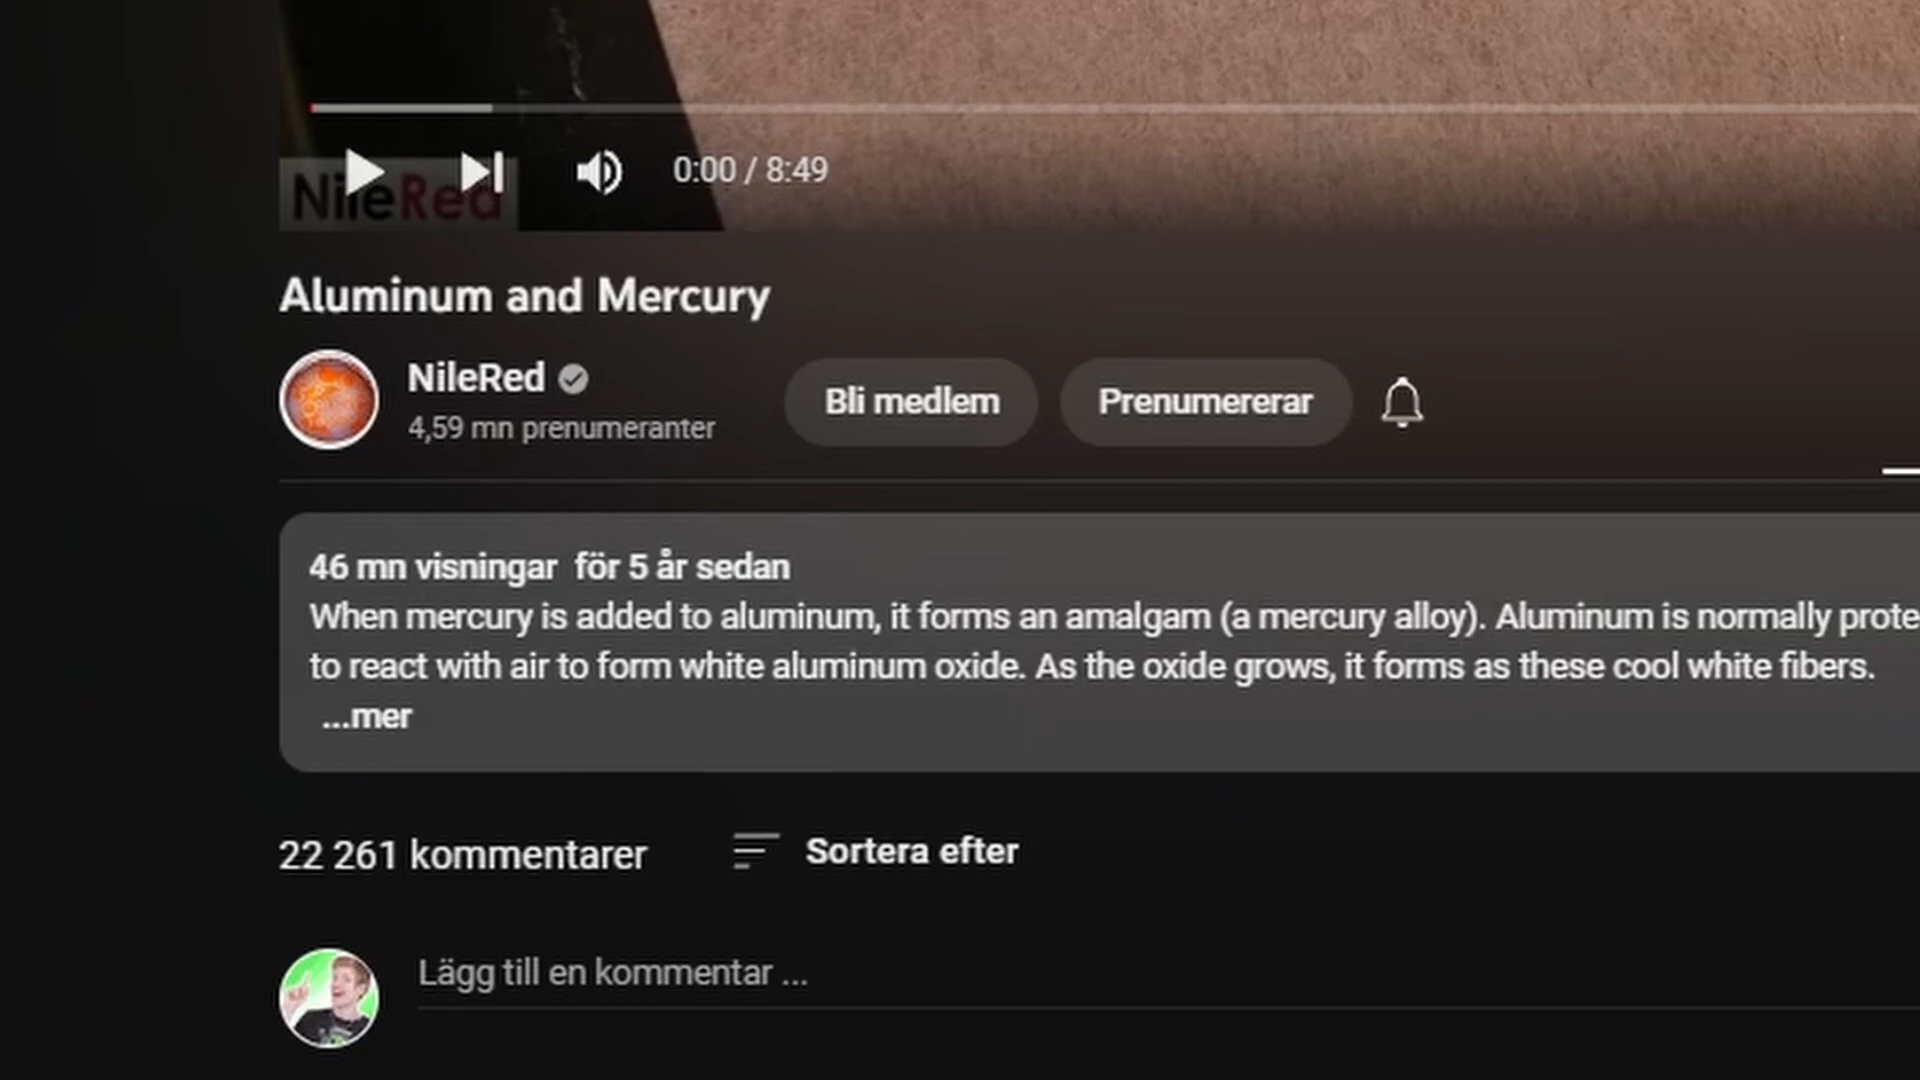 NileRed
0:00 / 8:49
Aluminum and Mercury
NileRed
4,59 mn prenumeranter
Bli medlem
Prenumererar
46 mn visningar för 5 år sedan
When mercury is added to aluminum, it forms an amalgam (a mercury alloy). Aluminum is normally prote
to react with air to form white aluminum oxide. As the oxide grows, it forms as these cool white fibers.
...mer
22 261 kommentarer
Sortera efter
Lägg till en kommentar ...